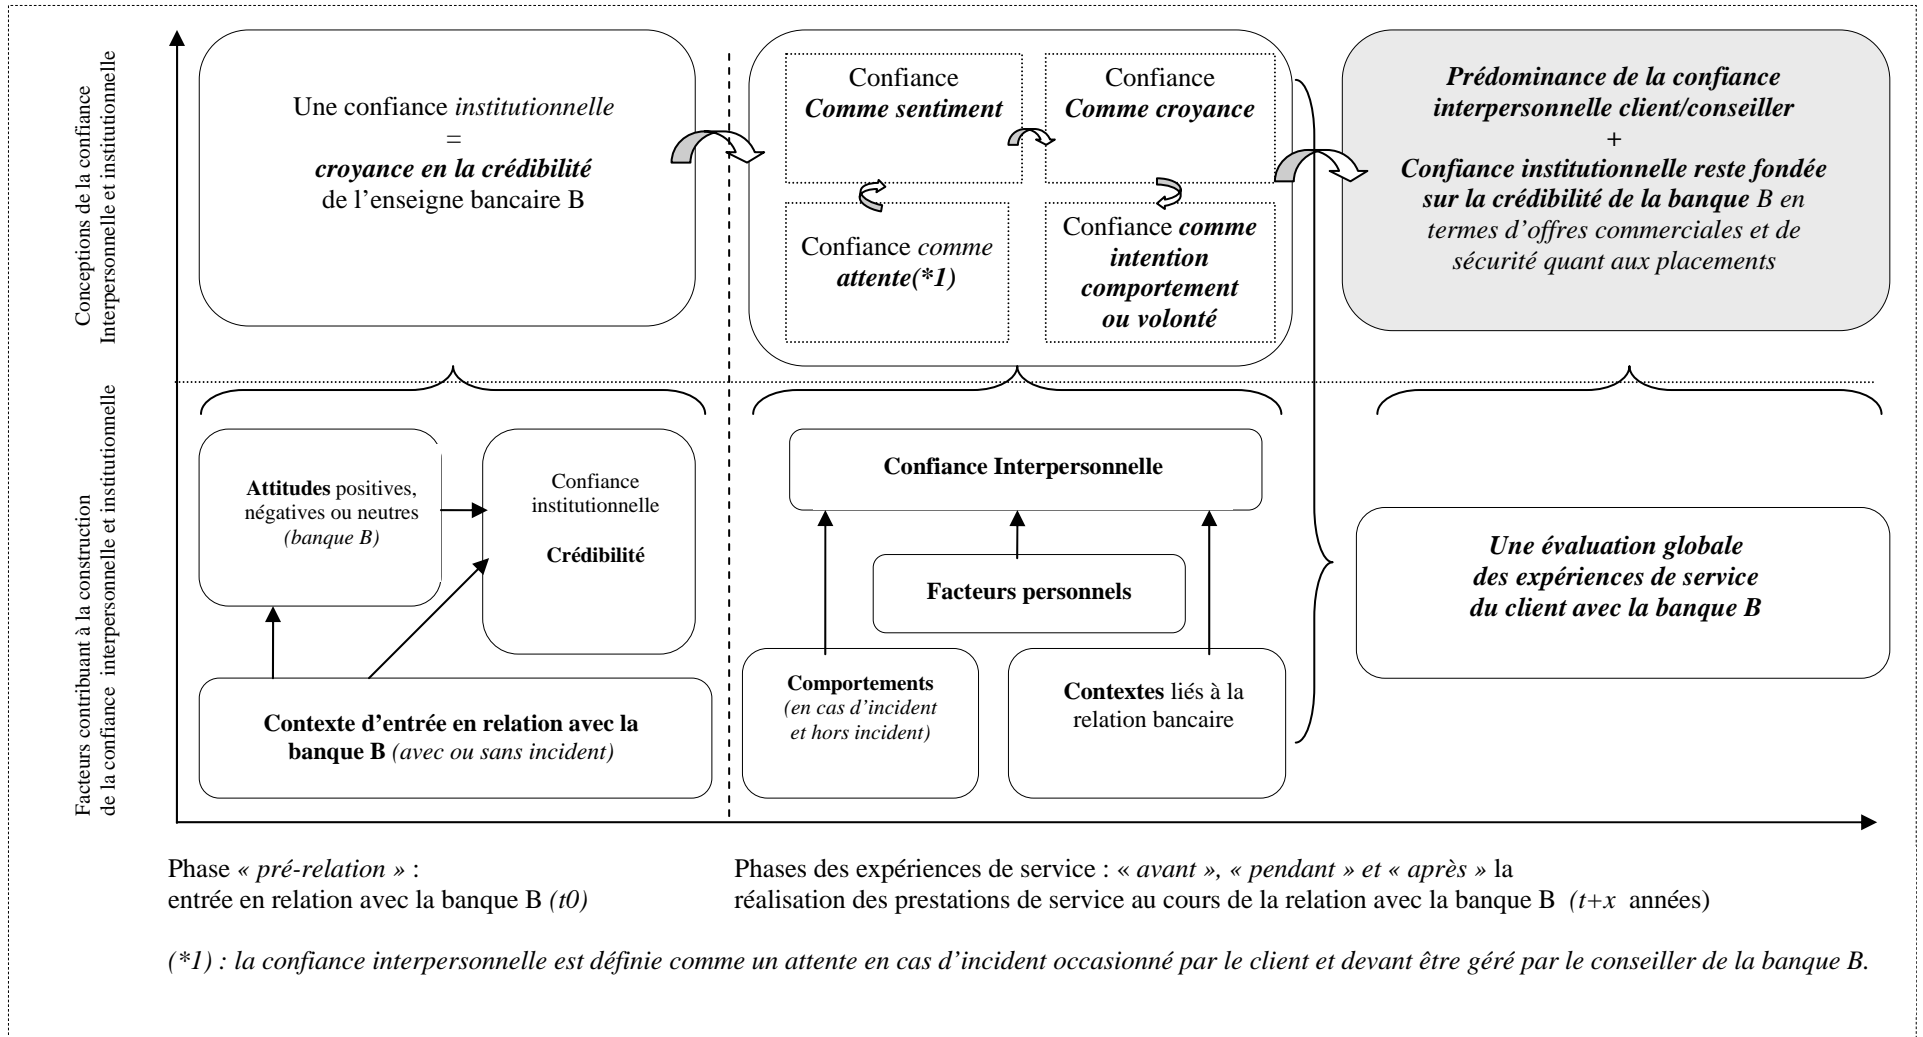 Conceptions de la confiance
Interpersonnelle et institutionnelle
Une confiance institutionnelle
=
croyance en la crédibilité
de l’enseigne bancaire B
Confiance
Comme sentiment
Confiance
Comme croyance
Confiance comme
attente(*1)
Confiance comme
intention
comportement
ou volonté
Prédominance de la confiance
interpersonnelle client/conseiller
+
Confiance institutionnelle reste fondée
sur la crédibilité de la banque B en
termes d’offres commerciales et de
sécurité quant aux placements
Facteurs contribuant à la construction
de la confiance interpersonnelle et institutionnelle
Attitudes positives,
négatives ou neutres
(banque B)
Confiance
institutionnelle
Crédibilité
Contexte d’entrée en relation avec la
banque B (avec ou sans incident)
Confiance Interpersonnelle
Facteurs personnels
Comportements
(en cas d’incident
et hors incident)
Contextes liés à la
relation bancaire
Une évaluation globale
des expériences de service
du client avec la banque B
Phase « pré-relation » :
entrée en relation avec la banque B (t0)
Phases des expériences de service : « avant », « pendant » et « après » la
réalisation des prestations de service au cours de la relation avec la banque B (t+x années)
(*1) : la confiance interpersonnelle est définie comme un attente en cas d’incident occasionné par le client et devant être géré par le conseiller de la banque B.